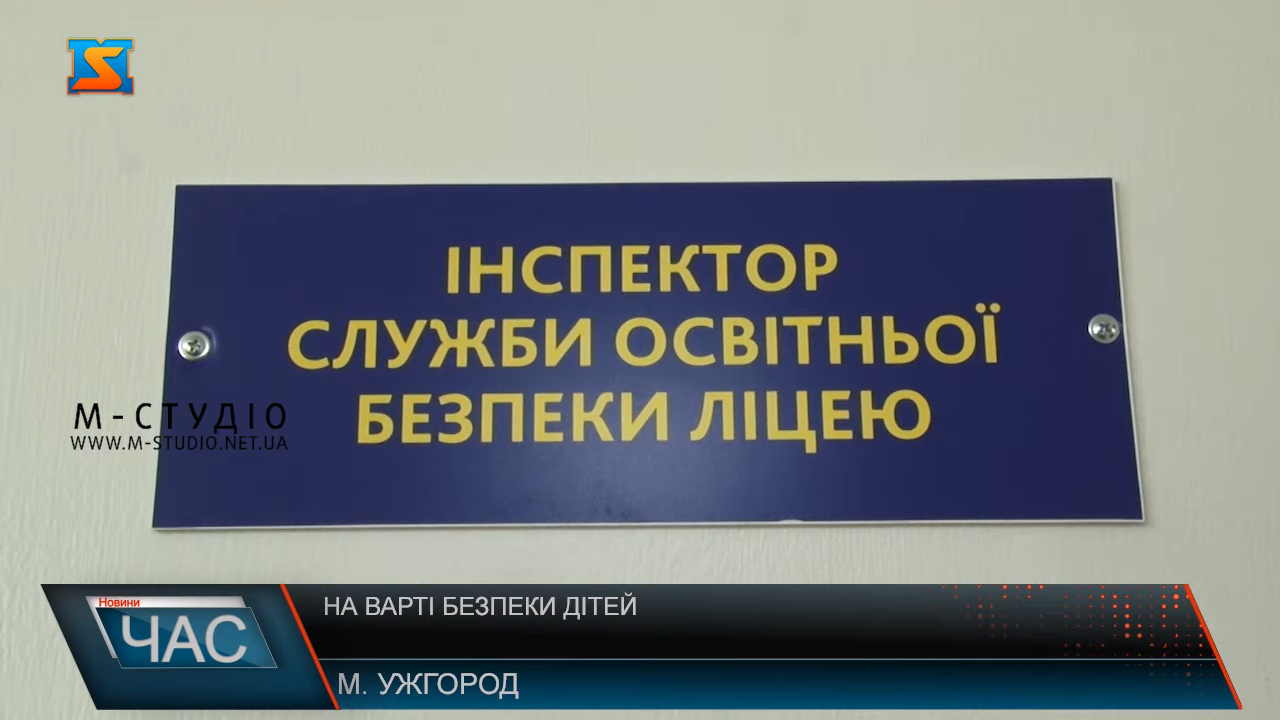 ІНСПЕКТОР
СЛУЖБИ ОСВІТНЬОЇ
БЕЗПЕКИ ЛІЦЕЮ
М-СТУДІО
WWW.M-STUDIO.NET.UA
Новини
ЧАС
НА ВАРТІ БЕЗПЕКИ ДІТЕЙ
М. УЖГОРОД